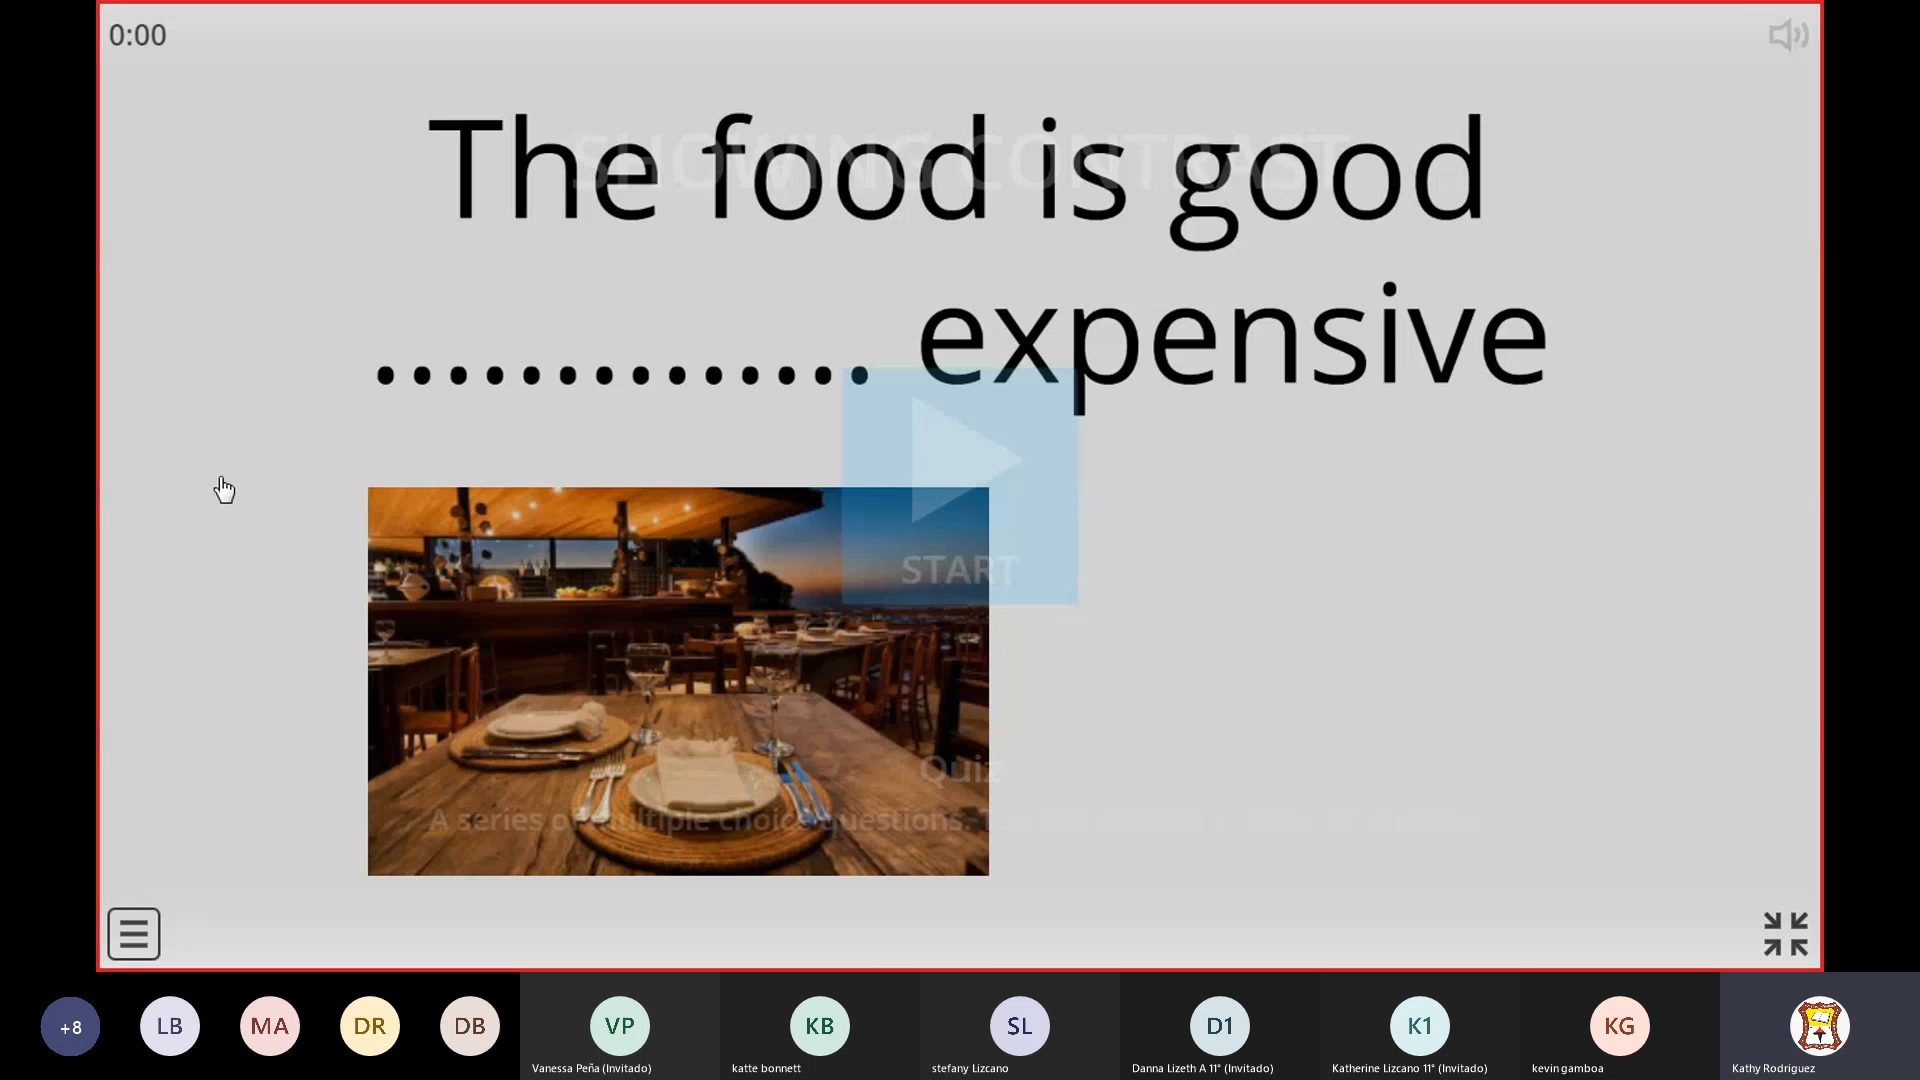 0:00
SHOWING CONTRAST
The food is good
.............. expensive
START
Quiz
A series of multiple choice questions.
+8
LB
MA
DR
DB
VP
KB
SL
D1
K1
KG
Vanessa Peña (Invitado)
katte bonnett
stefany Lizcano
Danna Lizeth A 11° (Invitado)
Katherine Lizcano 11° (Invitado)
kevin gamboa
Kathy Rodriguez